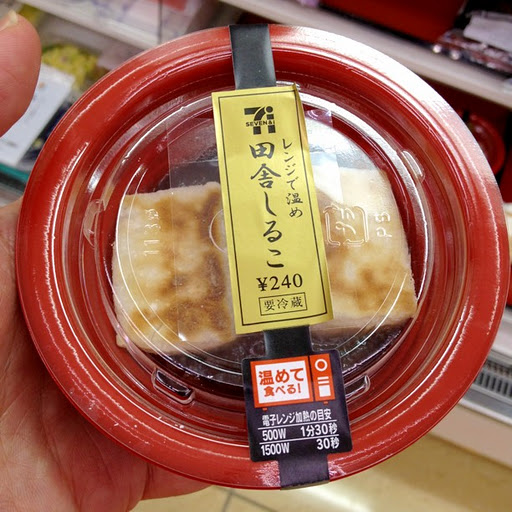 SEVEN&i
レンジで温め
田舎しるこ
¥240
要冷蔵
温めて
食べる!
電子レンジ加熱の目安
500W 1分30秒
1500W 30秒
PS